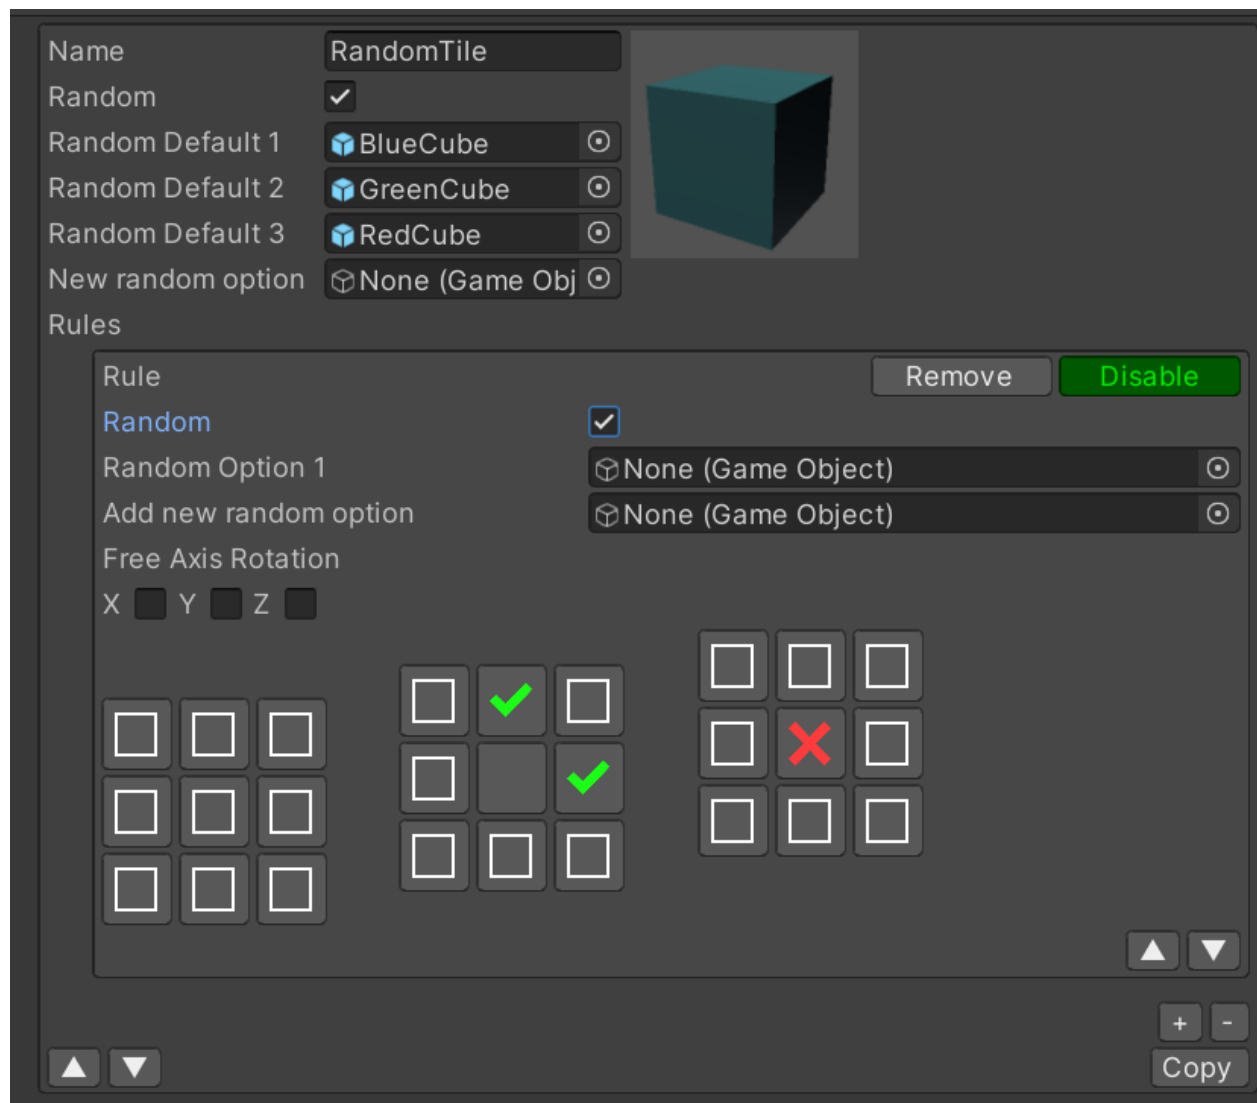 Name RandomTile
Random
Random Default 1 BlueCube
Random Default 2 GreenCube
Random Default 3 RedCube
New random option None (Game Obj
Rules
Rule Remove Disable
Random
Random Option 1 None (Game Object)
Add new random option None (Game Object)
Free Axis Rotation
X Y Z
+ -
Copy